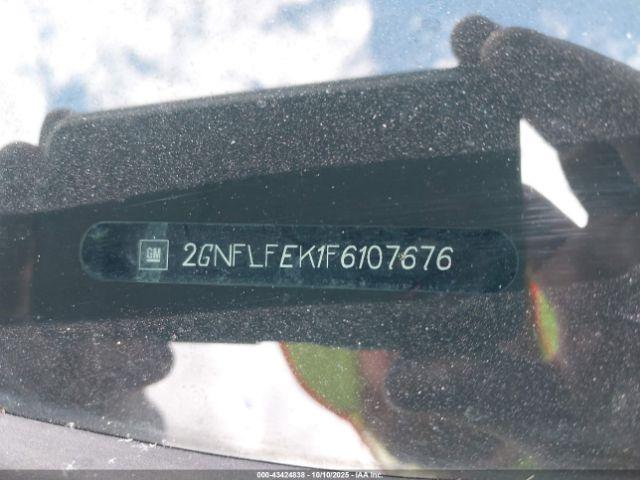 GM 2GNFLFEK1F6107676
000-43424838 - 10/10/2025 - © IAA Inc.